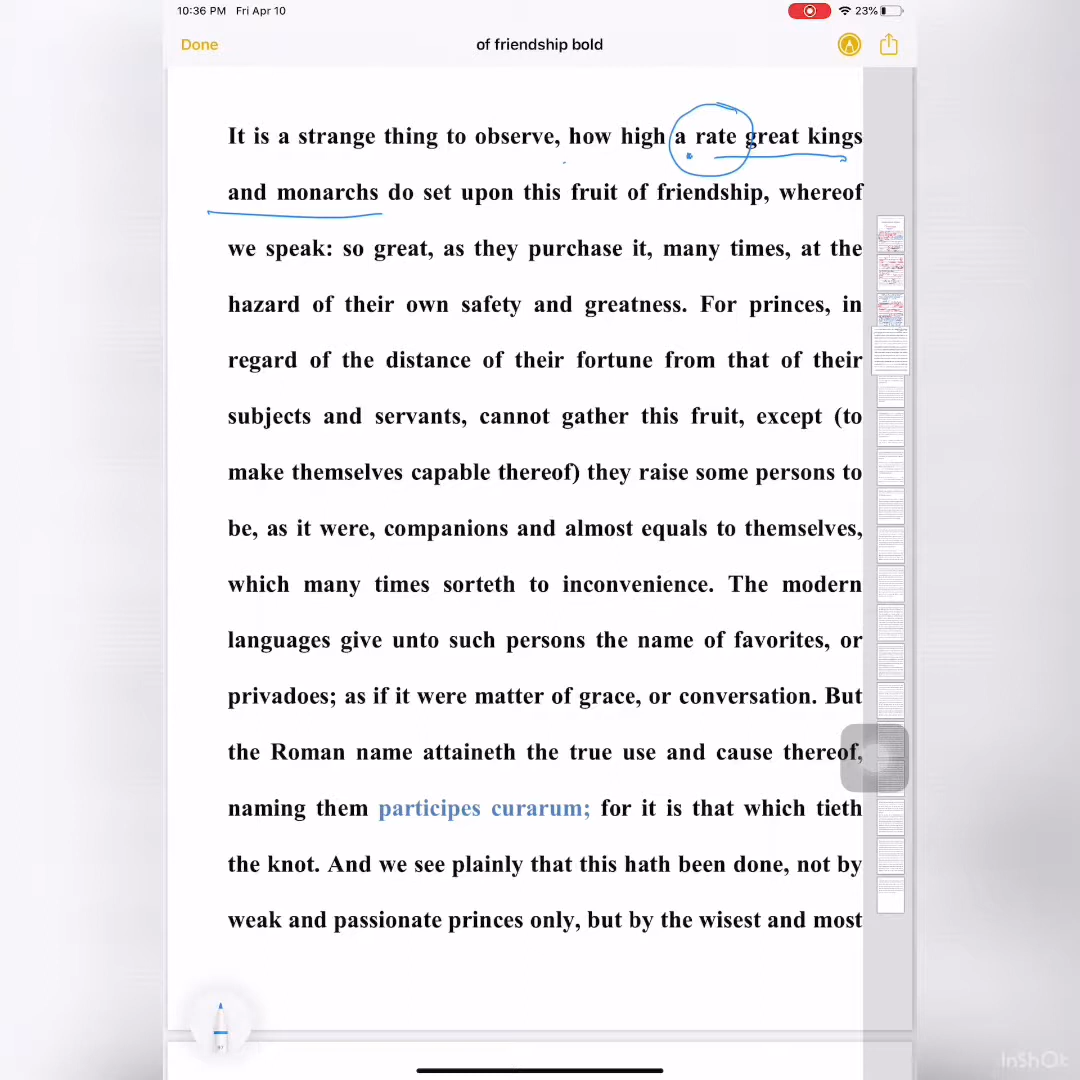 10:36 PM Fri Apr 10
23%
Done
of friendship bold
It is a strange thing to observe, how high a rate great kings
and monarchs do set upon this fruit of friendship, whereof
we speak: so great, as they purchase it, many times, at the
hazard of their own safety and greatness. For princes, in
regard of the distance of their fortune from that of their
subjects and servants, cannot gather this fruit, except (to
make themselves capable thereof) they raise some persons to
be, as it were, companions and almost equals to themselves,
which many times sorteth to inconvenience. The modern
languages give unto such persons the name of favorites, or
privadoes; as if it were matter of grace, or conversation. But
the Roman name attaineth the true use and cause thereof,
naming them participes curarum; for it is that which tieth
the knot. And we see plainly that this hath been done, not by
weak and passionate princes only, but by the wisest and most
InShOt